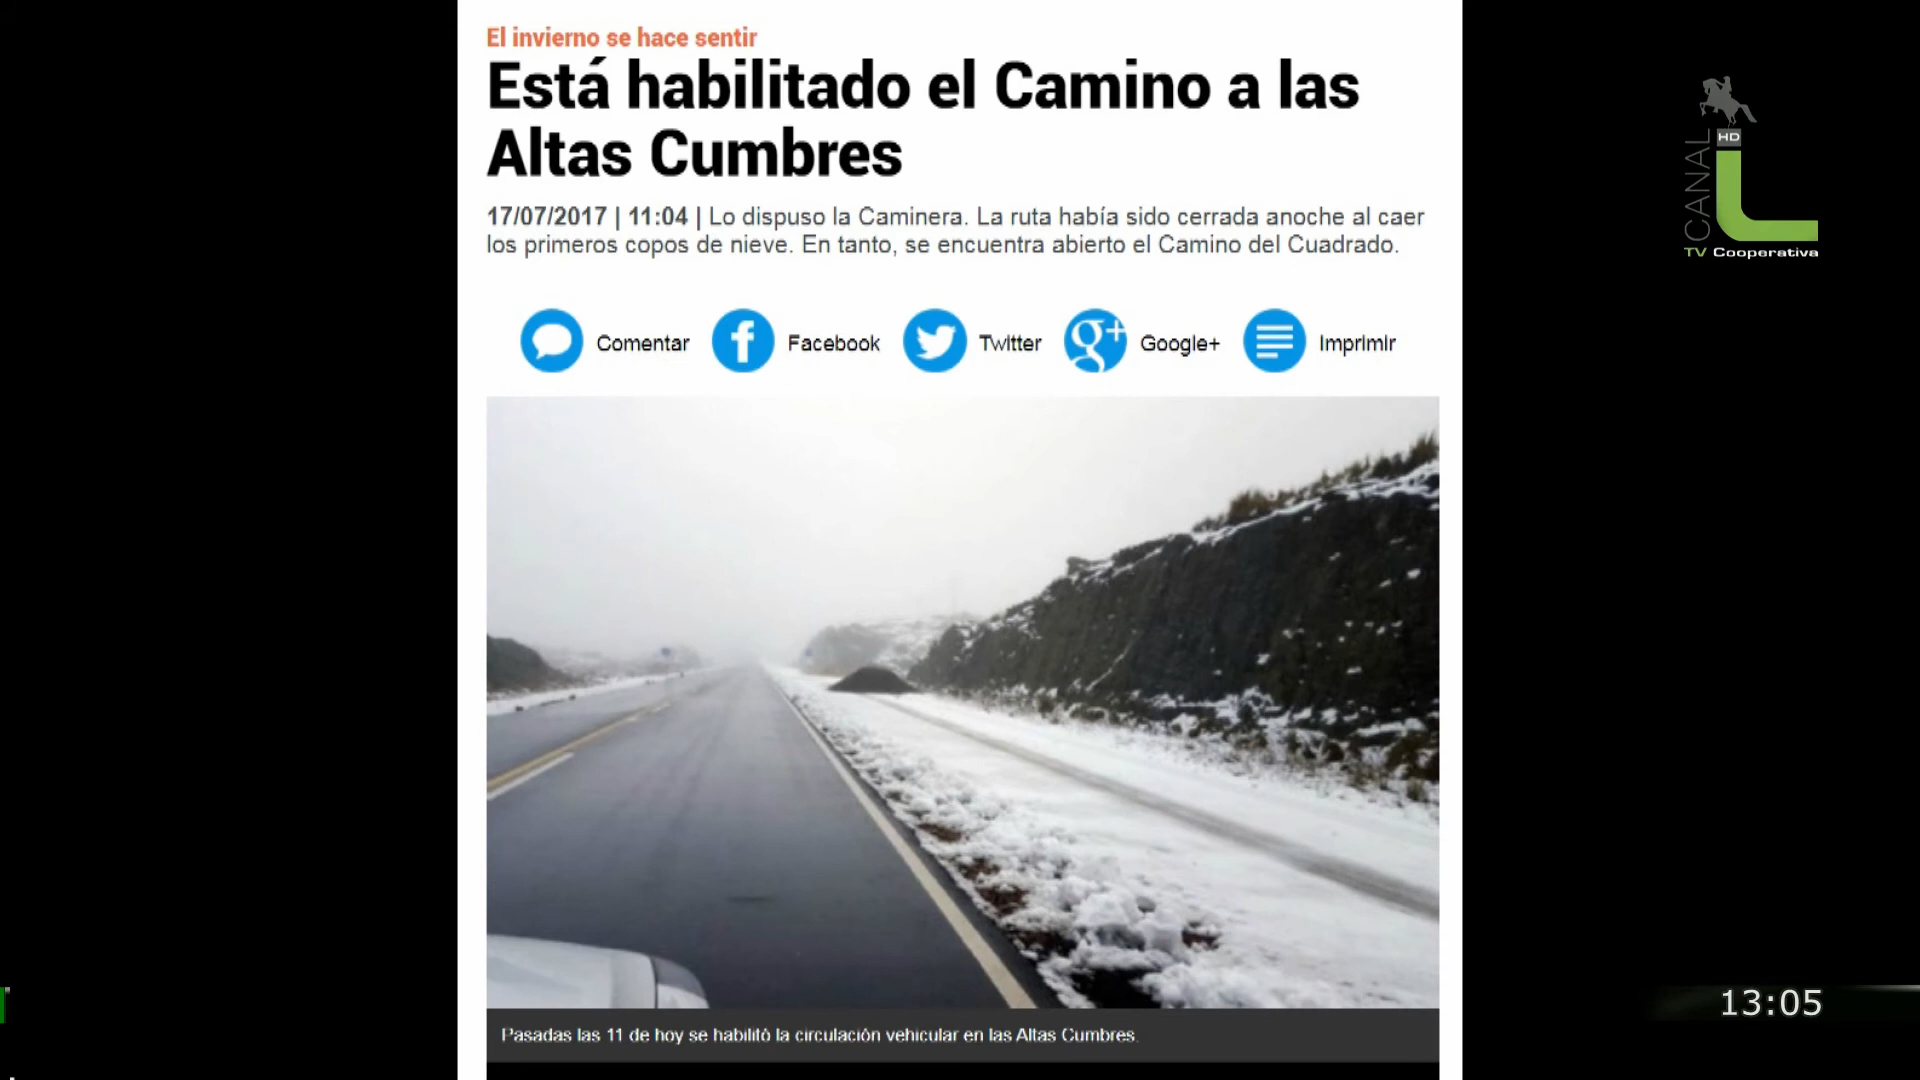 El invierno se hace sentir
Está habilitado el Camino a las
Altas Cumbres
17/07/2017 | 11:04 | Lo dispuso la Caminera. La ruta había sido cerrada anoche al caer
los primeros copos de nieve. En tanto, se encuentra abierto el Camino del Cuadrado.
Comentar Facebook Twitter Google+ Imprimir
Pasadas las 11 de hoy se habilitó la circulación vehicular en las Altas Cumbres.
CANAL
HD
L
TV Cooperativa
13:05